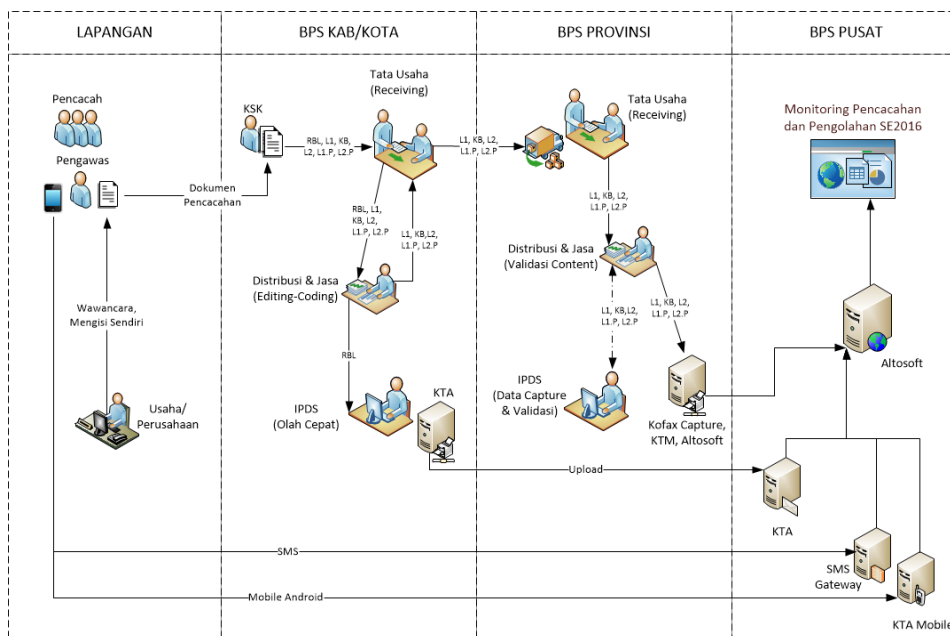 LAPANGAN
BPS KAB/KOTA
BPS PROVINSI
BPS PUSAT
Pencacah
Pengawas
Dokumen
Pencacahan
Wawancara,
Mengisi Sendiri
Usaha/
Perusahaan
KSK
RBL, L1, KB,
L2, L1.P, L2.P
Tata Usaha
(Receiving)
RBL, L1,
KB, L2,
L1.P, L2.P
L1, KB,L2,
L1.P, L2.P
Distribusi & Jasa
(Editing-Coding)
RBL
IPDS
(Olah Cepat)
KTA
L1, KB, L2,
L1.P, L2.P
Tata Usaha
(Receiving)
L1, KB, L2,
L1.P, L2.P
Distribusi & Jasa
(Validasi Content)
L1, KB,L2,
L1.P, L2.P
L1, KB, L2,
L1.P, L2.P
IPDS
(Data Capture
& Validasi)
Kofax Capture,
KTM, Altosoft
Monitoring Pencacahan
dan Pengolahan SE2016
Altosoft
Upload
KTA
SMS
SMS
Gateway
Mobile Android
KTA Mobile